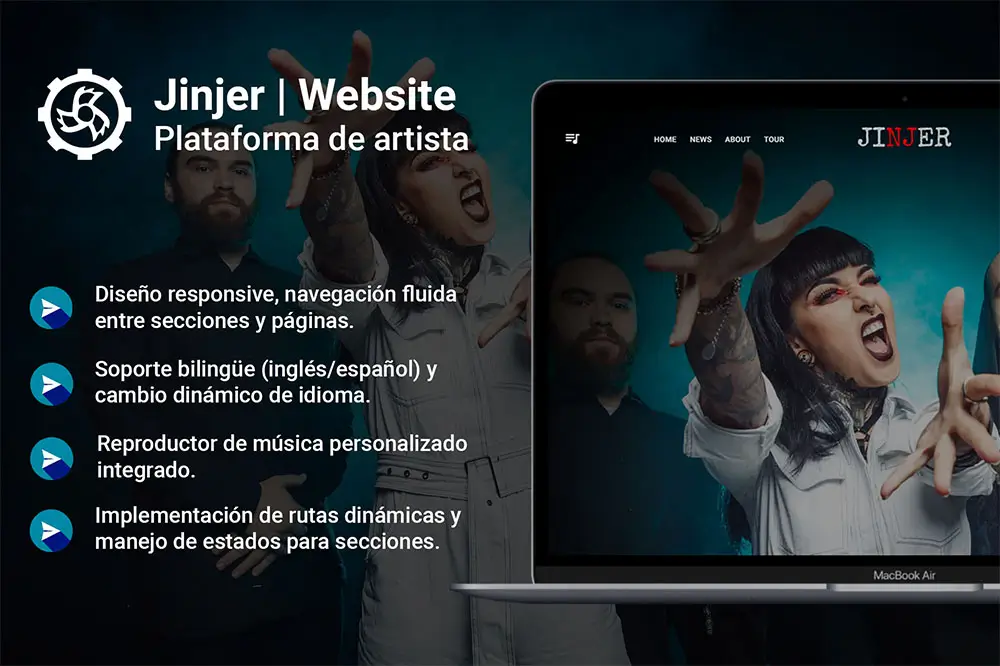 Jinjer | Website
Plataforma de artista
HOME NEWS ABOUT TOUR
JINJER
Diseño responsive, navegación fluida
entre secciones y páginas.
Soporte bilingüe (inglés/español) y
cambio dinámico de idioma.
Reproductor de música personalizado
integrado.
Implementación de rutas dinámicas y
manejo de estados para secciones.
MacBook Air